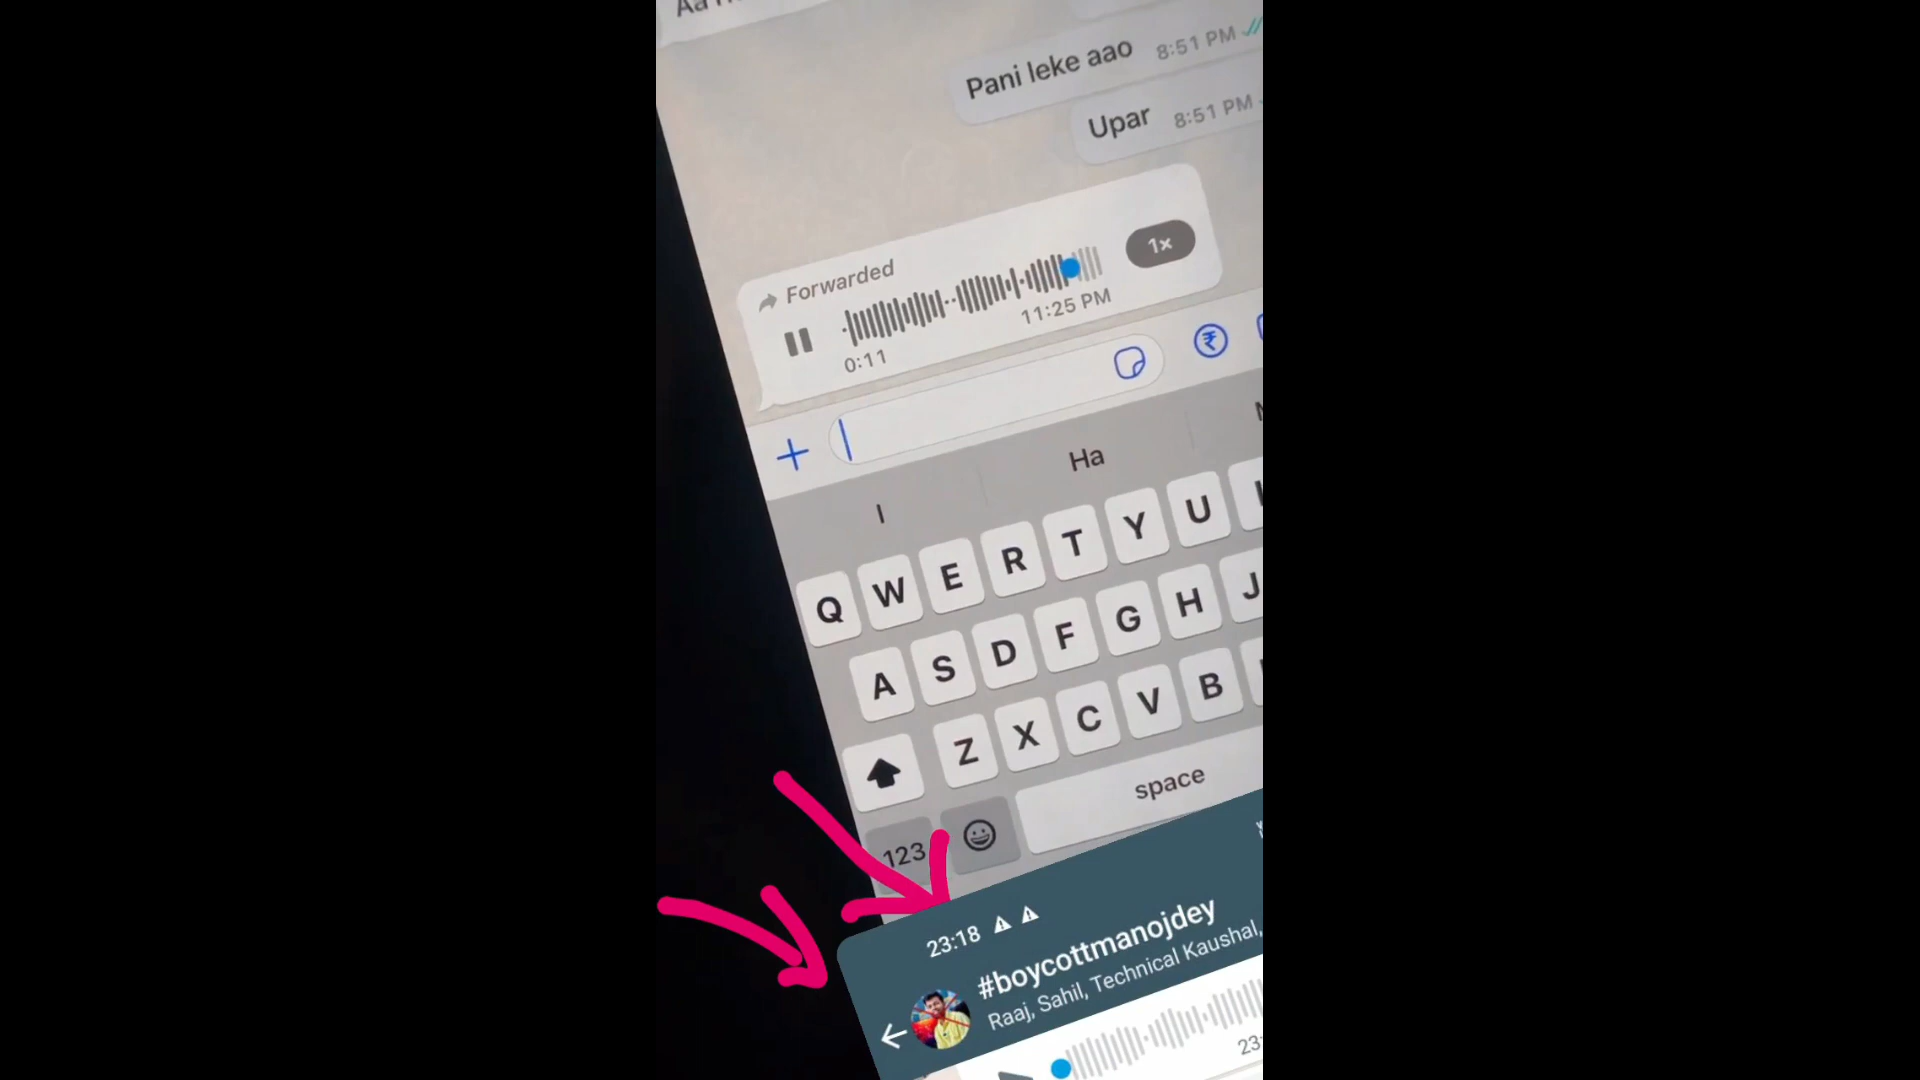 Pani leke aao 8:51 PM
Upar 8:51 PM
Forwarded
1x
0:11 11:25 PM
I Ha
Q W E R T Y U
A S D F G H J
Z X C V B
123 space
23:18
#boycottmanojdey
Raaj, Sahil, Technical Kaushal,